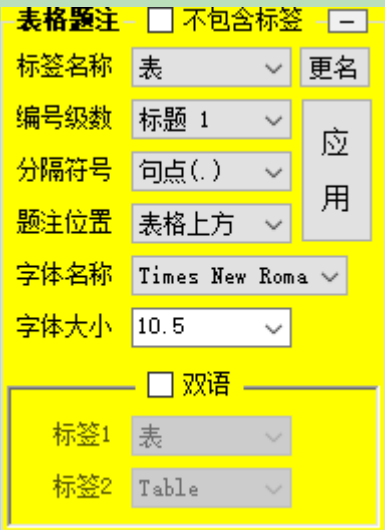 表格题注 不包含标签
标签名称 表 更名
编号级数 标题 1
应用
分隔符号 句点(.)
题注位置 表格上方
字体名称 Times New Roma
字体大小 10.5
双语
标签1 表
标签2 Table